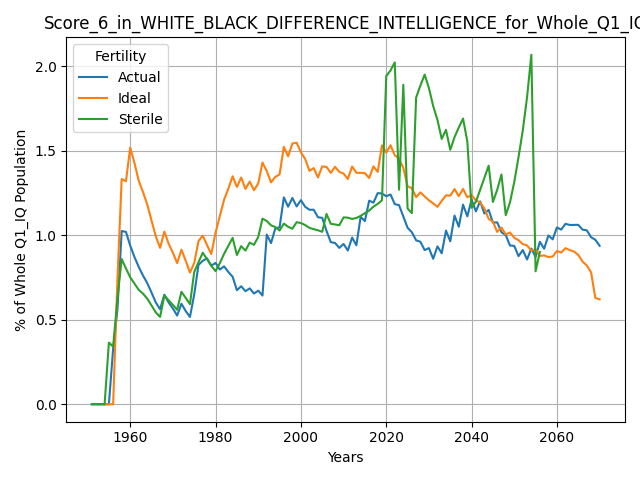 Score_6_in_WHITE_BLACK_DIFFERENCE_INTELLIGENCE_for_Whole_Q1_IQ
Fertility
Actual
Ideal
Sterile
% of Whole Q1_IQ Population
2.0
1.5
1.0
0.5
0.0
1960 1980 2000 2020 2040 2060
Years